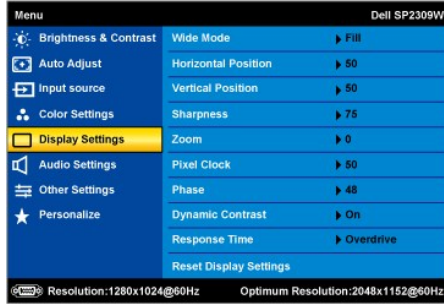 Menu Dell SP2309W
Brightness & Contrast Wide Mode Fill
Auto Adjust Horizontal Position 50
Input source Vertical Position 50
Color Settings Sharpness 75
Display Settings Zoom 0
Audio Settings Pixel Clock 50
Other Settings Phase 48
Personalize Dynamic Contrast On
Response Time Overdrive
Reset Display Settings
Resolution:1280x1024@60Hz Optimum Resolution:2048x1152@60Hz